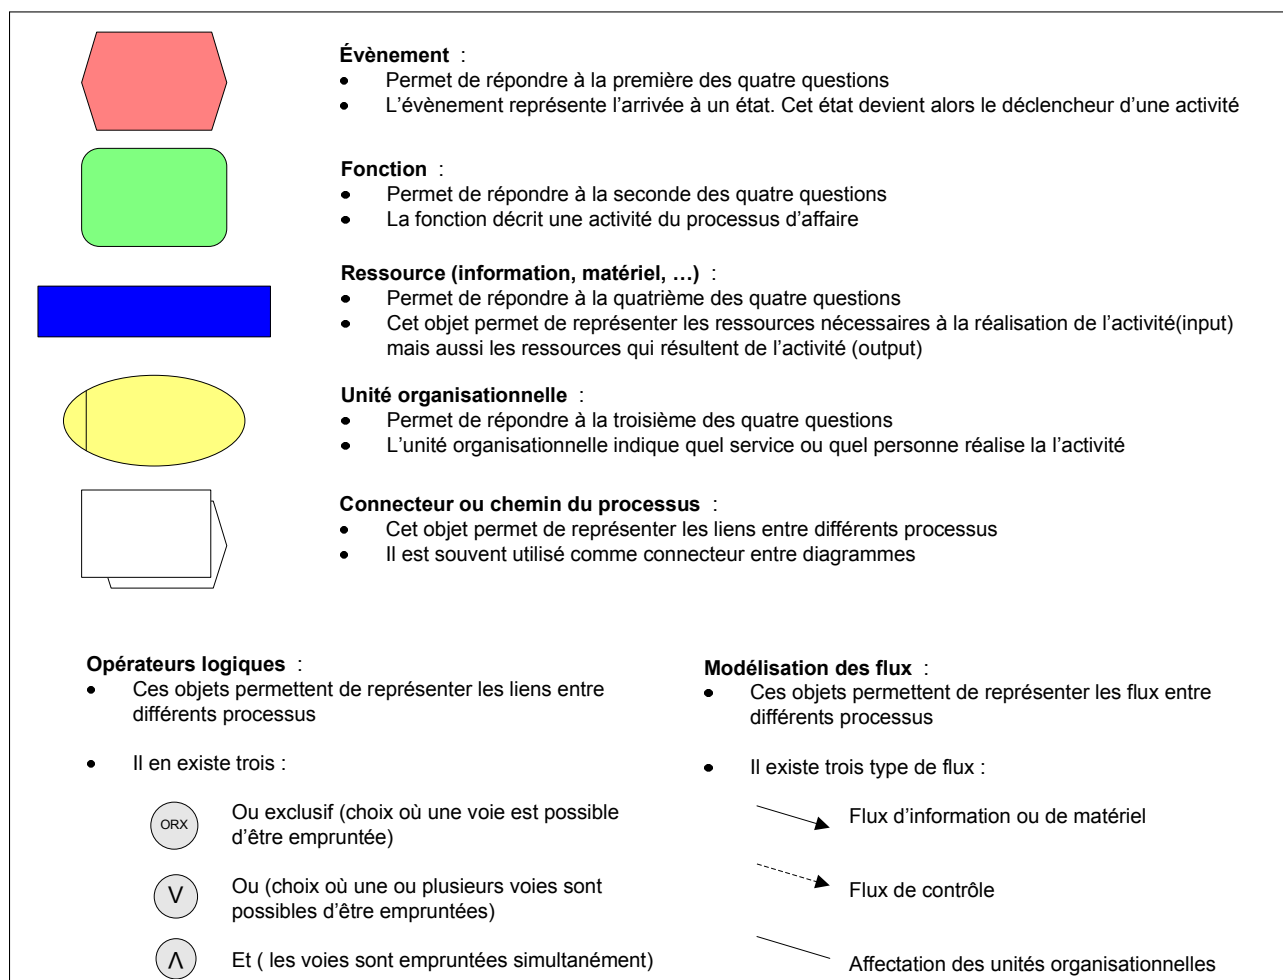 Évènement :
• Permet de répondre à la première des quatre questions
• L'évènement représente l'arrivée à un état. Cet état devient alors le déclencheur d'une activité
Fonction :
• Permet de répondre à la seconde des quatre questions
• La fonction décrit une activité du processus d'affaire
Ressource (information, matériel, …) :
• Permet de répondre à la quatrième des quatre questions
• Cet objet permet de représenter les ressources nécessaires à la réalisation de l'activité(input)
mais aussi les ressources qui résultent de l'activité (output)
Unité organisationnelle :
• Permet de répondre à la troisième des quatre questions
• L'unité organisationnelle indique quel service ou quel personne réalise la l'activité
Connecteur ou chemin du processus :
• Cet objet permet de représenter les liens entre différents processus
• Il est souvent utilisé comme connecteur entre diagrammes
Opérateurs logiques :
• Ces objets permettent de représenter les liens entre
différents processus
• Il en existe trois :
ORX
Ou exclusif (choix où une voie est possible
d'être empruntée)
V
Ou (choix où une ou plusieurs voies sont
possibles d'être empruntées)
Λ
Et ( les voies sont empruntées simultanément)
Modélisation des flux :
• Ces objets permettent de représenter les flux entre
différents processus
• Il existe trois type de flux :
Flux d'information ou de matériel
Flux de contrôle
Affectation des unités organisationnelles